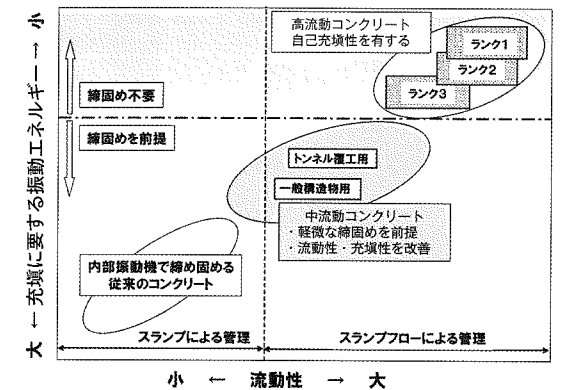 大 ← 充塡に要する振動エネルギー → 小
高流動コンクリート
自己充塡性を有する
ランク1
ランク2
ランク3
締固め不要
締固めを前提
トンネル覆工用
一般構造物用
中流動コンクリート
・軽微な締固めを前提
・流動性・充塡性を改善
内部振動機で締め固める
従来のコンクリート
スランプによる管理
スランプフローによる管理
小 ← 流動性 → 大